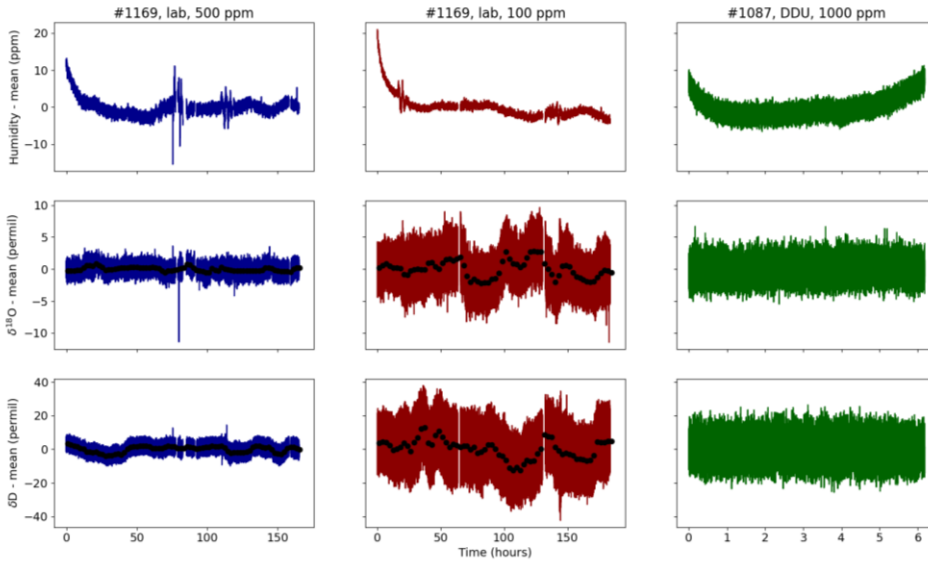 #1169, lab, 500 ppm
#1169, lab, 100 ppm
#1087, DDU, 1000 ppm
Humidity - mean (ppm)
20
10
0
−10
δ¹⁸O - mean (permil)
10
5
0
−5
−10
δD - mean (permil)
40
20
0
−20
−40
0 50 100 150
0 50 100 150
0 1 2 3 4 5 6
Time (hours)